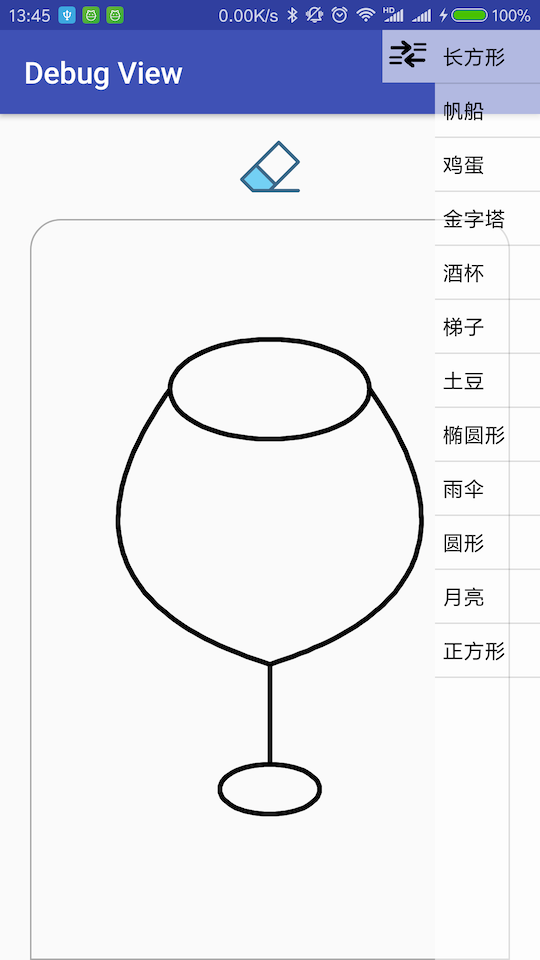 13:45 0.00K/s HD 100%
Debug View
长方形
帆船
鸡蛋
金字塔
酒杯
梯子
土豆
椭圆形
雨伞
圆形
月亮
正方形